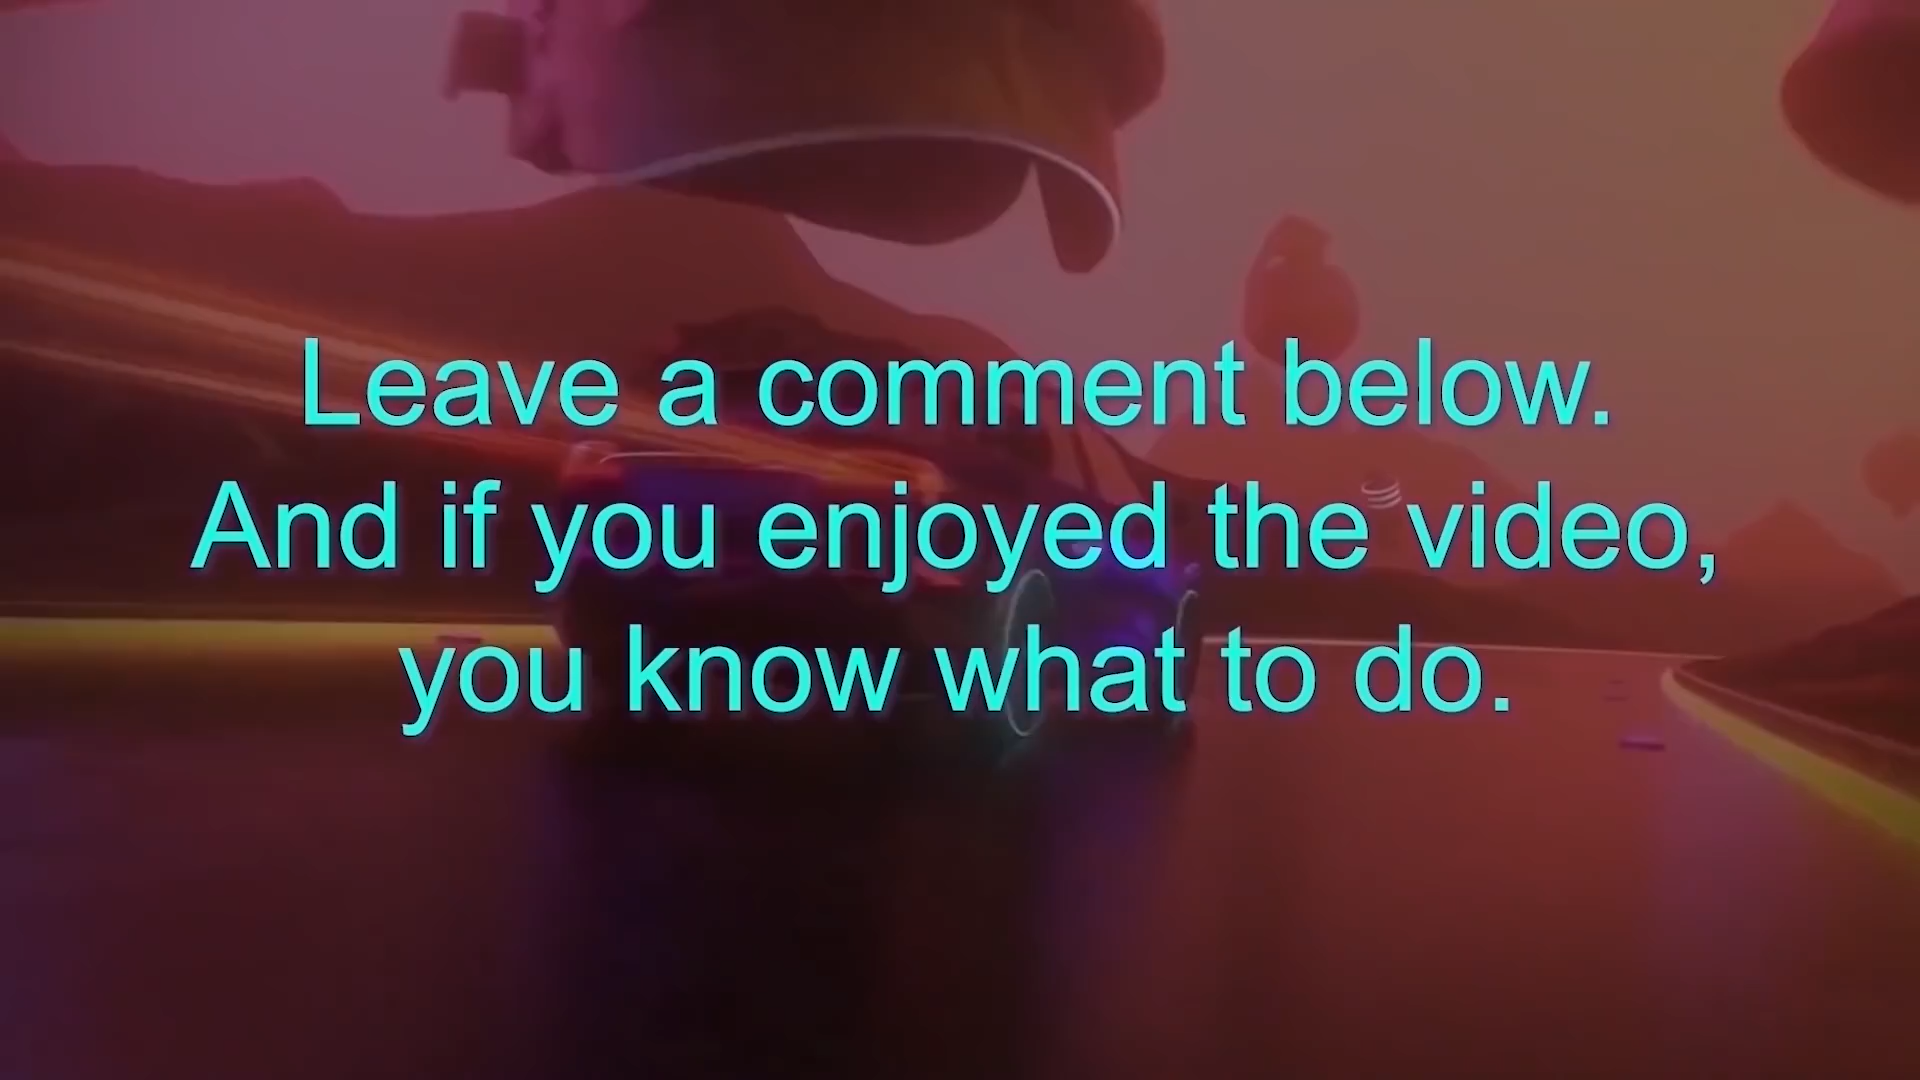 Leave a comment below.
And if you enjoyed the video,
you know what to do.